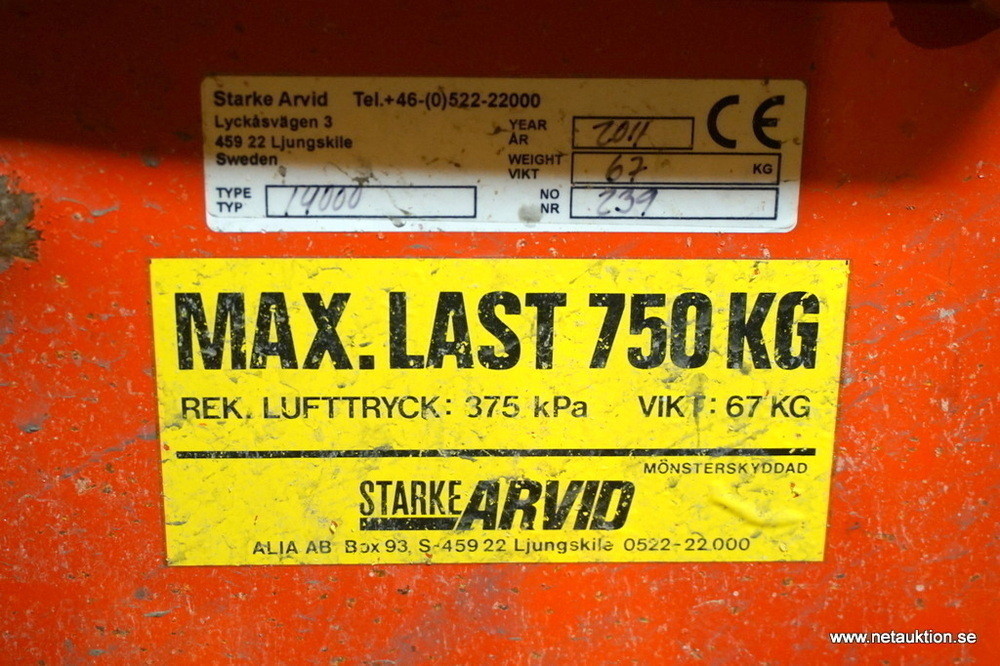 Starke Arvid Tel.+46-(0)522-22000
Lyckåsvägen 3
459 22 Ljungskile
Sweden
YEAR
ÅR
2011
CE
WEIGHT
VIKT
67
KG
TYPE
TYP
14000
NO
NR
239
MAX. LAST 750 KG
REK. LUFTTRYCK: 375 kPa VIKT: 67 KG
MÖNSTERSKYDDAD
STARKE ARVID
ALIA AB Box 93, S-459 22 Ljungskile 0522-22 000
www.netauktion.se